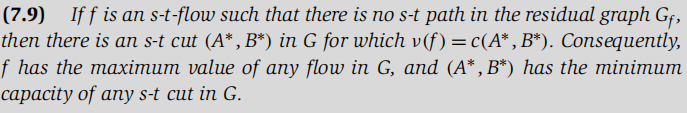 (7.9) If f is an s-t-flow such that there is no s-t path in the residual graph G_f,
then there is an s-t cut (A*, B*) in G for which ν(f) = c(A*, B*). Consequently,
f has the maximum value of any flow in G, and (A*, B*) has the minimum
capacity of any s-t cut in G.